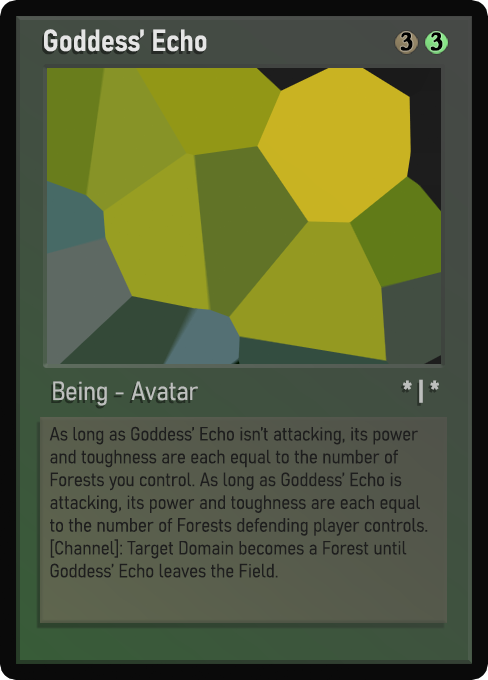 Goddess’ Echo 3 3
Being - Avatar *|*
As long as Goddess’ Echo isn’t attacking, its power
and toughness are each equal to the number of
Forests you control. As long as Goddess’ Echo is
attacking, its power and toughness are each equal
to the number of Forests defending player controls.
[Channel]: Target Domain becomes a Forest until
Goddess’ Echo leaves the Field.